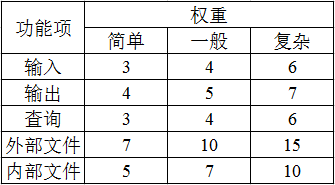 功能项 权重
简单 一般 复杂
输入 3 4 6
输出 4 5 7
查询 3 4 6
外部文件 7 10 15
内部文件 5 7 10